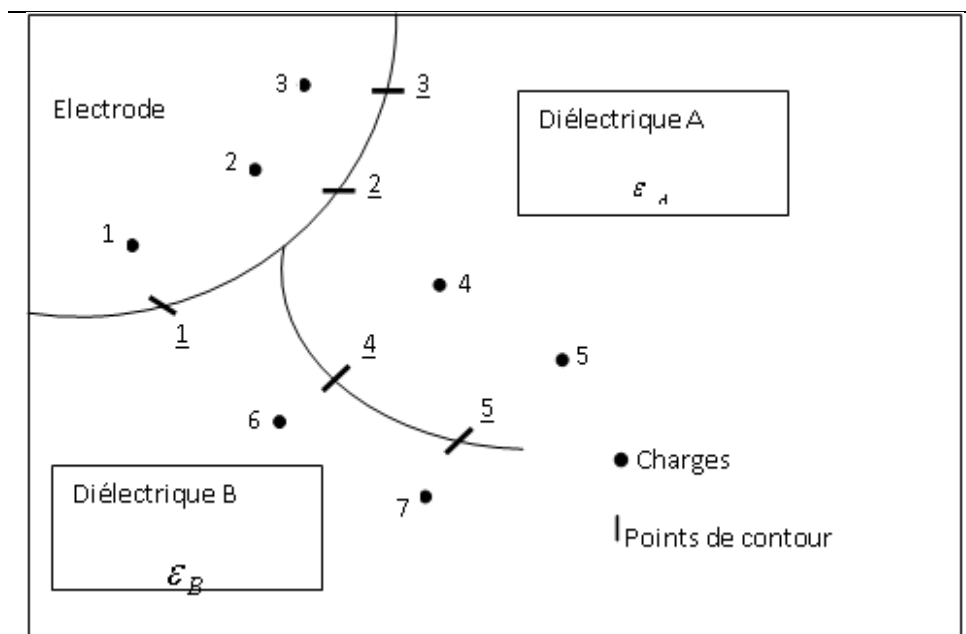 3
3
Electrode
Diélectrique A
2
2
ε d
1
4
1
4
5
6
5
Charges
Diélectrique B
7
Points de contour
ε B